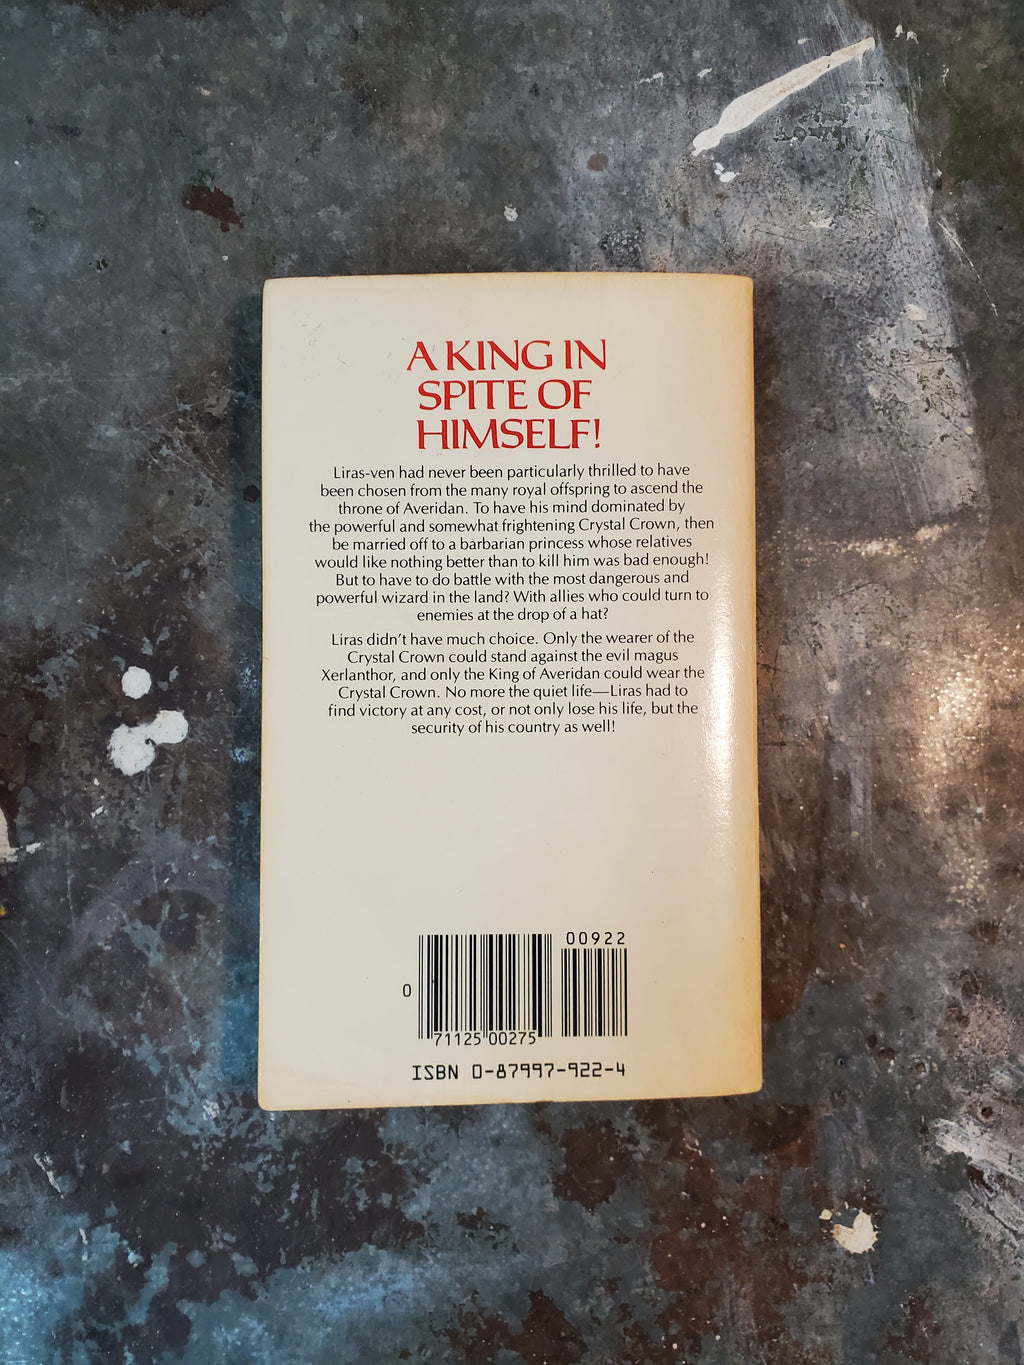 A KING IN
SPITE OF
HIMSELF!
Liras-ven had never been particularly thrilled to have
been chosen from the many royal offspring to ascend the
throne of Averidan. To have his mind dominated by
the powerful and somewhat frightening Crystal Crown, then
be married off to a barbarian princess whose relatives
would like nothing better than to kill him was bad enough!
But to have to do battle with the most dangerous and
powerful wizard in the land? With allies who could turn to
enemies at the drop of a hat?
Liras didn't have much choice. Only the wearer of the
Crystal Crown could stand against the evil magus
Xerlanthor, and only the King of Averidan could wear the
Crystal Crown. No more the quiet life—Liras had to
find victory at any cost, or not only lose his life, but the
security of his country as well!
00922
0
71125 00275
ISBN 0-87997-922-4